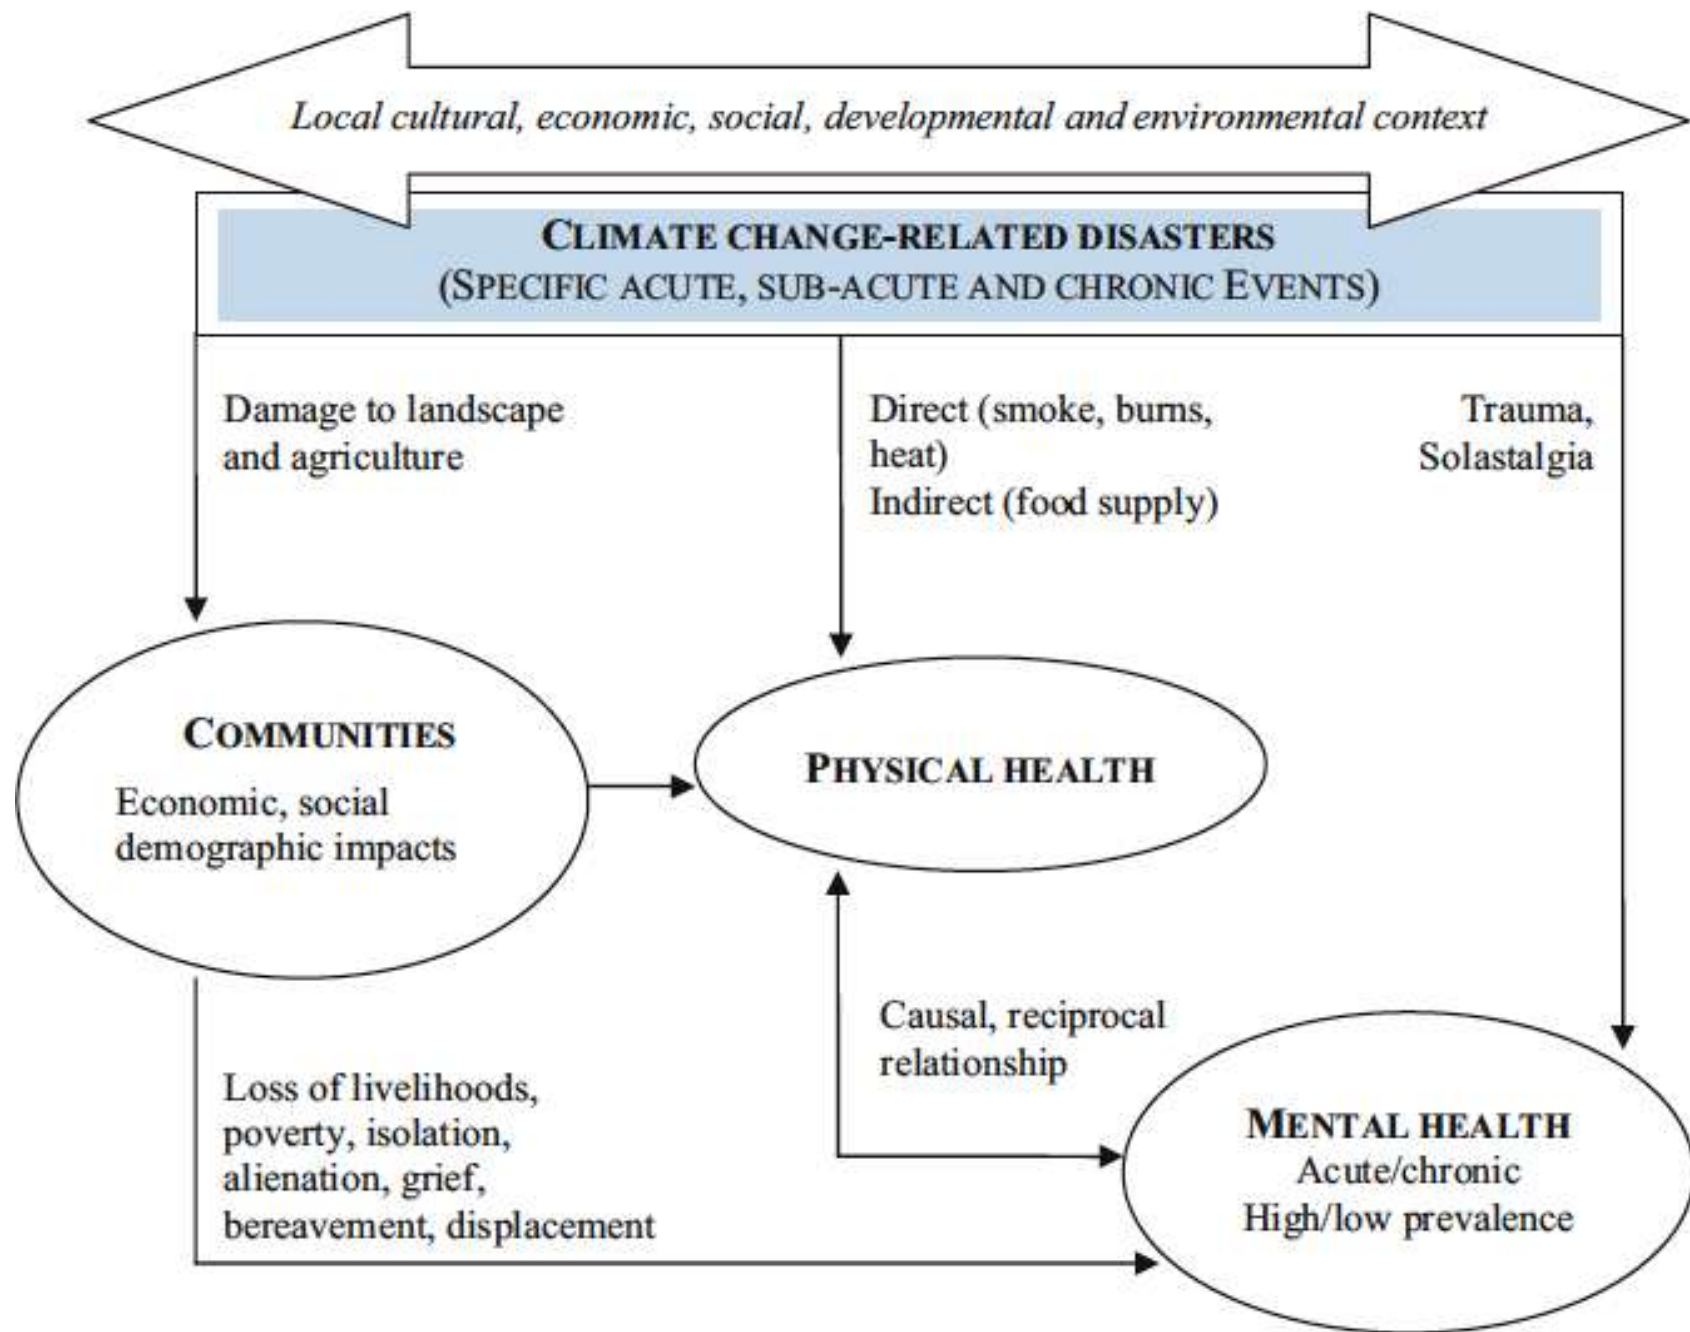 Local cultural, economic, social, developmental and environmental context
CLIMATE CHANGE-RELATED DISASTERS
(SPECIFIC ACUTE, SUB-ACUTE AND CHRONIC EVENTS)
Damage to landscape
and agriculture
Direct (smoke, burns,
heat)
Indirect (food supply)
Trauma,
Solastalgia
COMMUNITIES
Economic, social
demographic impacts
PHYSICAL HEALTH
Causal, reciprocal
relationship
Loss of livelihoods,
poverty, isolation,
alienation, grief,
bereavement, displacement
MENTAL HEALTH
Acute/chronic
High/low prevalence